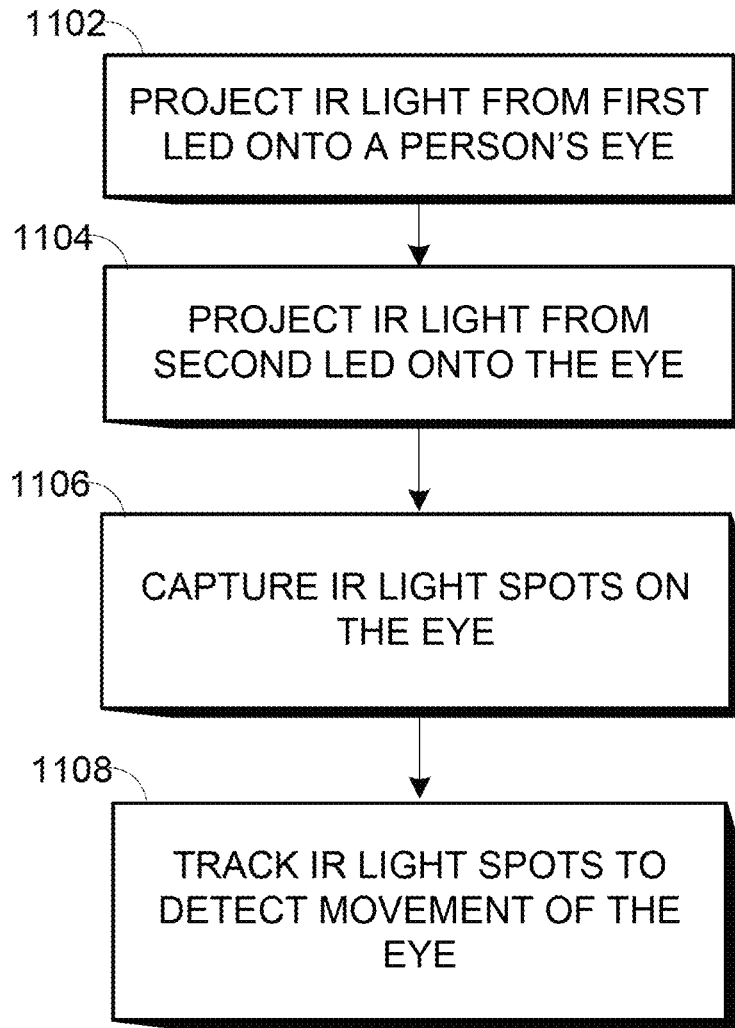 1102
PROJECT IR LIGHT FROM FIRST
LED ONTO A PERSON'S EYE
1104
PROJECT IR LIGHT FROM
SECOND LED ONTO THE EYE
1106
CAPTURE IR LIGHT SPOTS ON
THE EYE
1108
TRACK IR LIGHT SPOTS TO
DETECT MOVEMENT OF THE
EYE